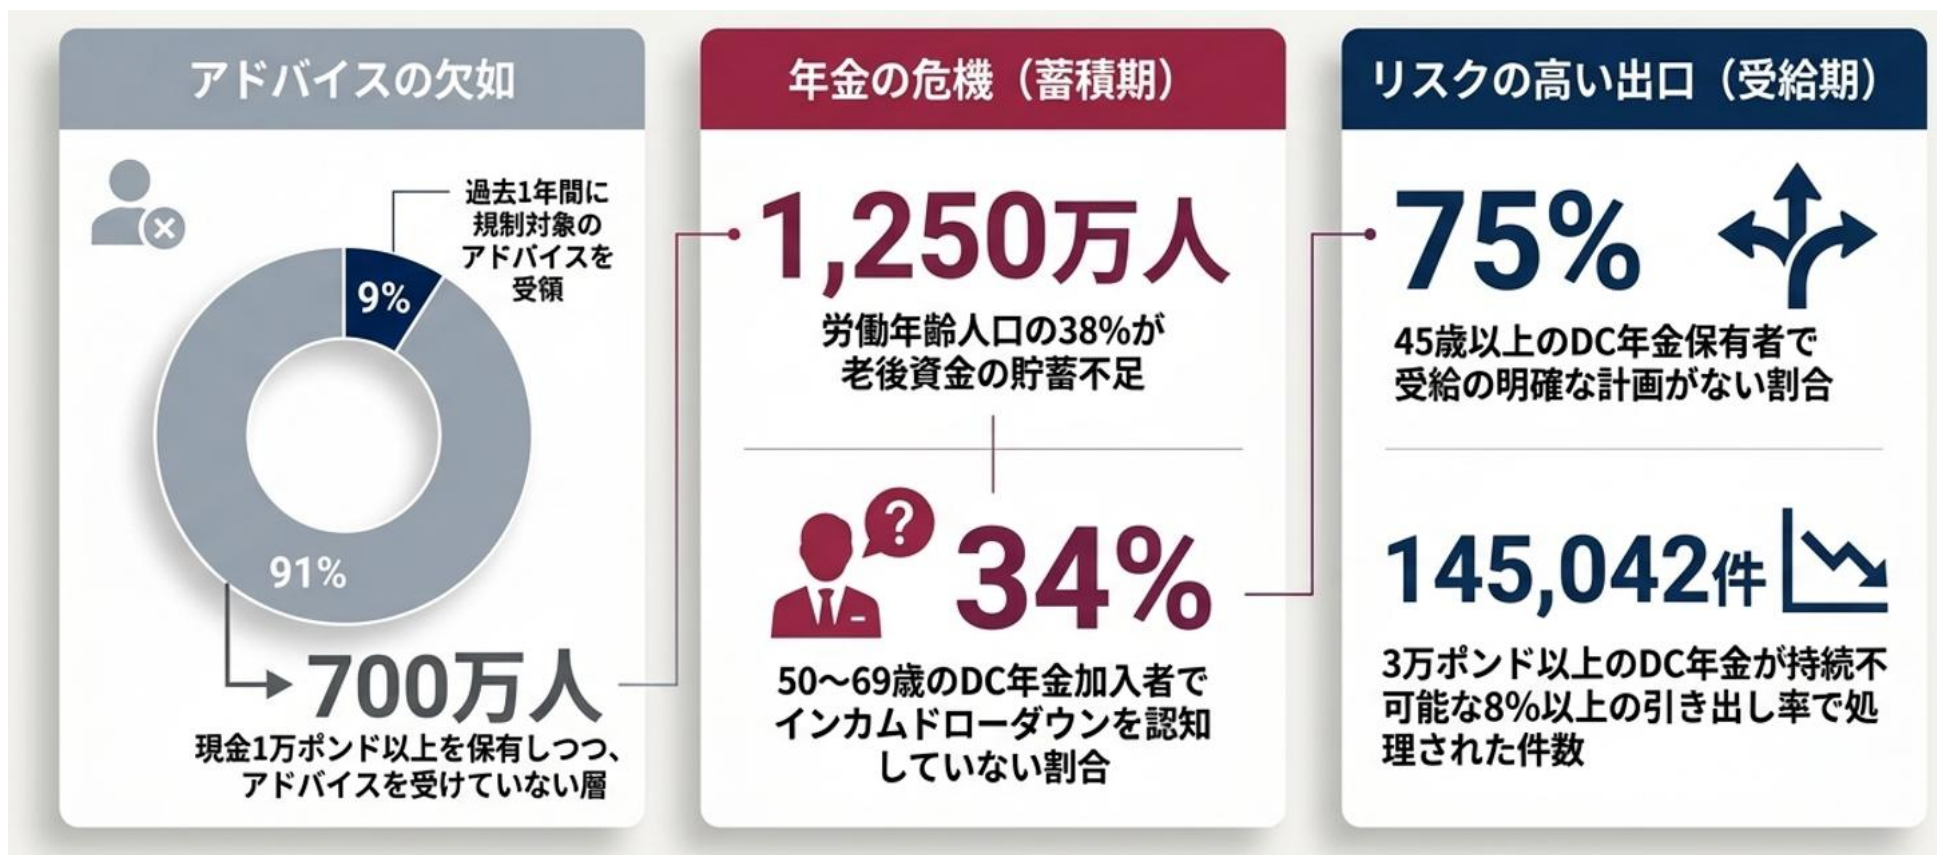 アドバイスの欠如
過去1年間に
規制対象の
アドバイスを
受領
9%
91%
700万人
現金1万ポンド以上を保有しつつ、
アドバイスを受けていない層
年金の危機（蓄積期）
1,250万人
労働年齢人口の38%が
老後資金の貯蓄不足
?
34%
50～69歳のDC年金加入者で
インカムドローダウンを認知
していない割合
リスクの高い出口（受給期）
75%
45歳以上のDC年金保有者で
受給の明確な計画がない割合
145,042件
3万ポンド以上のDC年金が持続不
可能な8%以上の引き出し率で処
理された件数